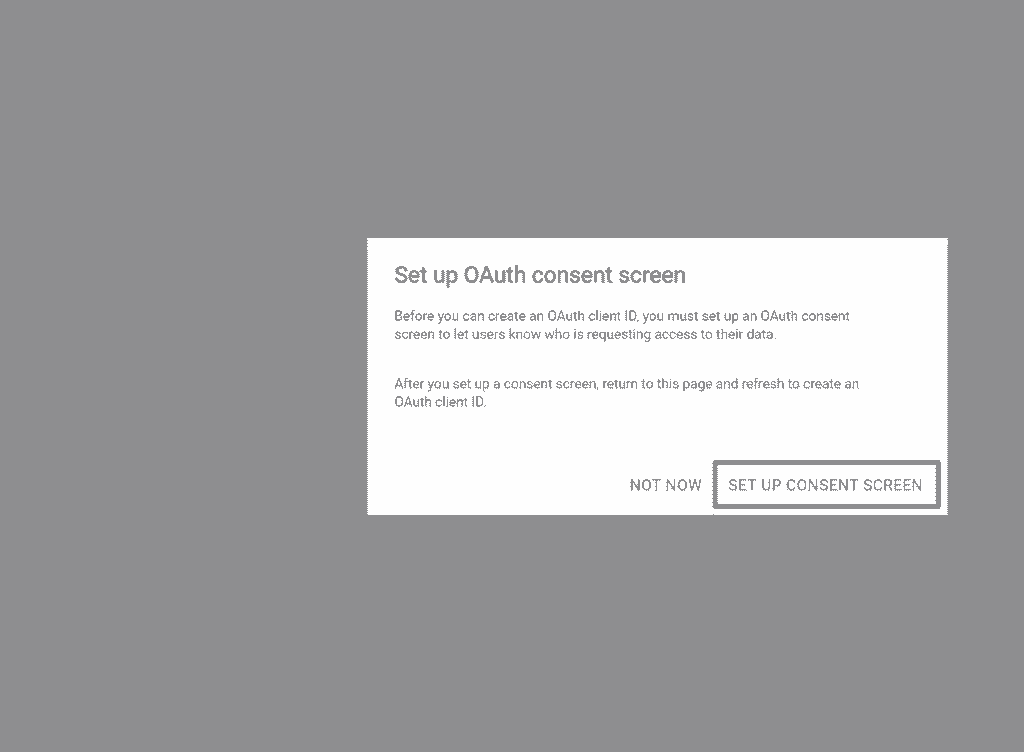 Set up OAuth consent screen
Before you can create an OAuth client ID, you must set up an OAuth consent
screen to let users know who is requesting access to their data.
After you set up a consent screen, return to this page and refresh to create an
OAuth client ID.
NOT NOW SET UP CONSENT SCREEN